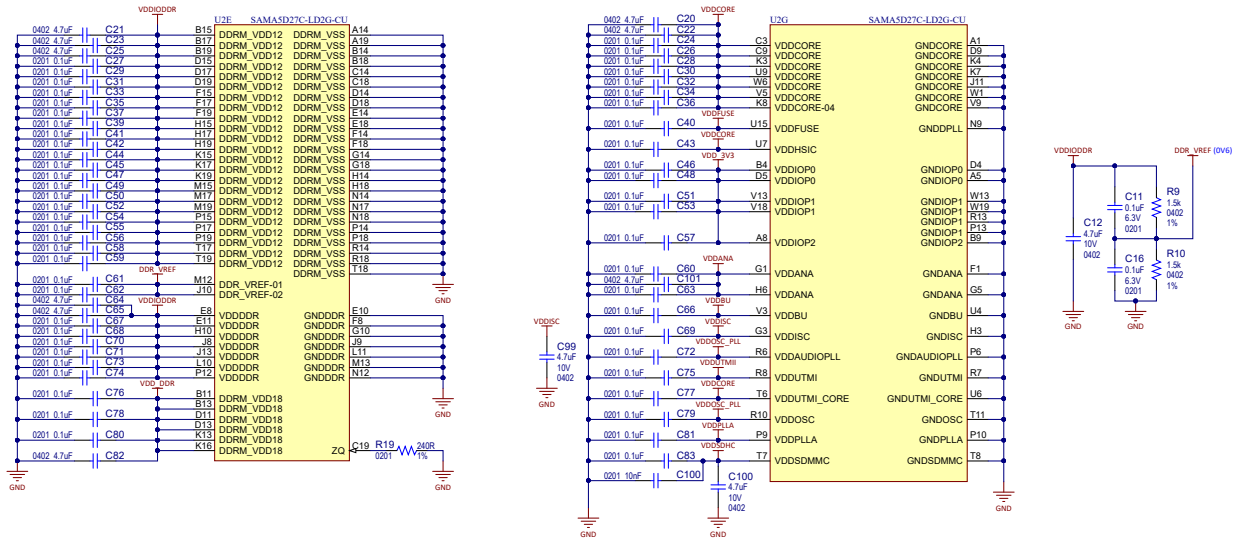 VDDIODDR
U2E SAMA5D27C-LD2G-CU
0402 4.7uF C21 B15 DDRM_VDD12 DDRM_VSS A14
0402 4.7uF C23 B17 DDRM_VDD12 DDRM_VSS A19
0402 4.7uF C25 B19 DDRM_VDD12 DDRM_VSS B14
0201 0.1uF C27 D15 DDRM_VDD12 DDRM_VSS B18
0201 0.1uF C29 D17 DDRM_VDD12 DDRM_VSS C14
0201 0.1uF C31 D19 DDRM_VDD12 DDRM_VSS C18
0201 0.1uF C33 F15 DDRM_VDD12 DDRM_VSS D14
0201 0.1uF C35 F17 DDRM_VDD12 DDRM_VSS D18
0201 0.1uF C37 F19 DDRM_VDD12 DDRM_VSS E14
0201 0.1uF C39 H15 DDRM_VDD12 DDRM_VSS E18
0201 0.1uF C41 H17 DDRM_VDD12 DDRM_VSS F14
0201 0.1uF C42 H19 DDRM_VDD12 DDRM_VSS F18
0201 0.1uF C44 K15 DDRM_VDD12 DDRM_VSS G14
0201 0.1uF C45 K17 DDRM_VDD12 DDRM_VSS G18
0201 0.1uF C47 K19 DDRM_VDD12 DDRM_VSS H14
0201 0.1uF C49 M15 DDRM_VDD12 DDRM_VSS H18
0201 0.1uF C50 M17 DDRM_VDD12 DDRM_VSS N14
0201 0.1uF C52 M19 DDRM_VDD12 DDRM_VSS N17
0201 0.1uF C54 P15 DDRM_VDD12 DDRM_VSS N18
0201 0.1uF C55 P17 DDRM_VDD12 DDRM_VSS P14
0201 0.1uF C56 P19 DDRM_VDD12 DDRM_VSS P18
0201 0.1uF C58 T17 DDRM_VDD12 DDRM_VSS R14
0201 0.1uF C59 T19 DDRM_VDD12 DDRM_VSS R18
DDR_VREF DDRM_VSS T18
0201 0.1uF C61 M12 DDR_VREF-01
GND
0201 0.1uF C62 J10 DDR_VREF-02
0402 4.7uF C64 VDDIODDR
0402 4.7uF C65 E8 VDDDDR GNDDDR E10
0201 0.1uF C67 E11 VDDDDR GNDDDR F8
0201 0.1uF C68 H10 VDDDDR GNDDDR G10
0201 0.1uF C70 J8 VDDDDR GNDDDR J9
0201 0.1uF C71 J13 VDDDDR GNDDDR L11
0201 0.1uF C73 L10 VDDDDR GNDDDR M13
0201 0.1uF C74 P12 VDDDDR GNDDDR N12
VDD_DDR
0201 0.1uF C76 B11 DDRM_VDD18
GND
B13 DDRM_VDD18
0201 0.1uF C78 D11 DDRM_VDD18
D13 DDRM_VDD18
0201 0.1uF C80 K13 DDRM_VDD18
0402 4.7uF C82 K16 DDRM_VDD18 ZQ C19 R19 240R
0201 1%
GND
GND
VDDCORE
U2G SAMA5D27C-LD2G-CU
0402 4.7uF C20
0402 4.7uF C22
0201 0.1uF C24 C3 VDDCORE GNDCORE A1
0201 0.1uF C26 C9 VDDCORE GNDCORE D9
0201 0.1uF C28 K3 VDDCORE GNDCORE K4
0201 0.1uF C30 U9 VDDCORE GNDCORE K7
0201 0.1uF C32 W6 VDDCORE GNDCORE J11
0201 0.1uF C34 V5 VDDCORE GNDCORE W1
0201 0.1uF C36 K8 VDDCORE-04 GNDCORE V9
VDDFUSE
0201 0.1uF C40 U15 VDDFUSE GNDDPLL N9
VDDCORE
0201 0.1uF C43 U7 VDDHSIC
VDD_3V3
0201 0.1uF C46 B4 VDDIOP0 GNDIOP0 D4
0201 0.1uF C48 D5 VDDIOP0 GNDIOP0 A5
0201 0.1uF C51 V13 VDDIOP1 GNDIOP1 W13
0201 0.1uF C53 V18 VDDIOP1 GNDIOP1 W19
GNDIOP1 R13
GNDIOP1 P13
0201 0.1uF C57 A8 VDDIOP2 GNDIOP2 B9
VDDANA
0201 0.1uF C60 G1 VDDANA GNDANA F1
0402 4.7uF C101
0201 0.1uF C63 H6 VDDANA GNDANA G5
VDDBU
0201 0.1uF C66 V3 VDDBU GNDBU U4
VDDISC
0201 0.1uF C69 G3 VDDISC GNDISC H3
VDDOSC_PLL
0201 0.1uF C72 R6 VDDAUDIOPLL GNDAUDIOPLL P6
VDDUTMII
0201 0.1uF C75 R8 VDDUTMI GNDUTMI R7
VDDCORE
0201 0.1uF C77 T6 VDDUTMI_CORE GNDUTMI_CORE U6
VDDOSC_PLL
0201 0.1uF C79 R10 VDDOSC GNDOSC T11
VDDPLLA
0201 0.1uF C81 P9 VDDPLLA GNDPLLA P10
VDDSDHC
0201 0.1uF C83 T7 VDDSDMMC GNDSDMMC T8
0201 10nF C100
C100
4.7uF
10V
0402
GND
GND
GND
VDDISC
C99
4.7uF
10V
0402
GND
VDDIODDR
DDR_VREF (0V6)
C12
4.7uF
10V
0402
GND
C11
0.1uF
6.3V
0201
R9
1.5k
0402
1%
C16
0.1uF
6.3V
0201
R10
1.5k
0402
1%
GND